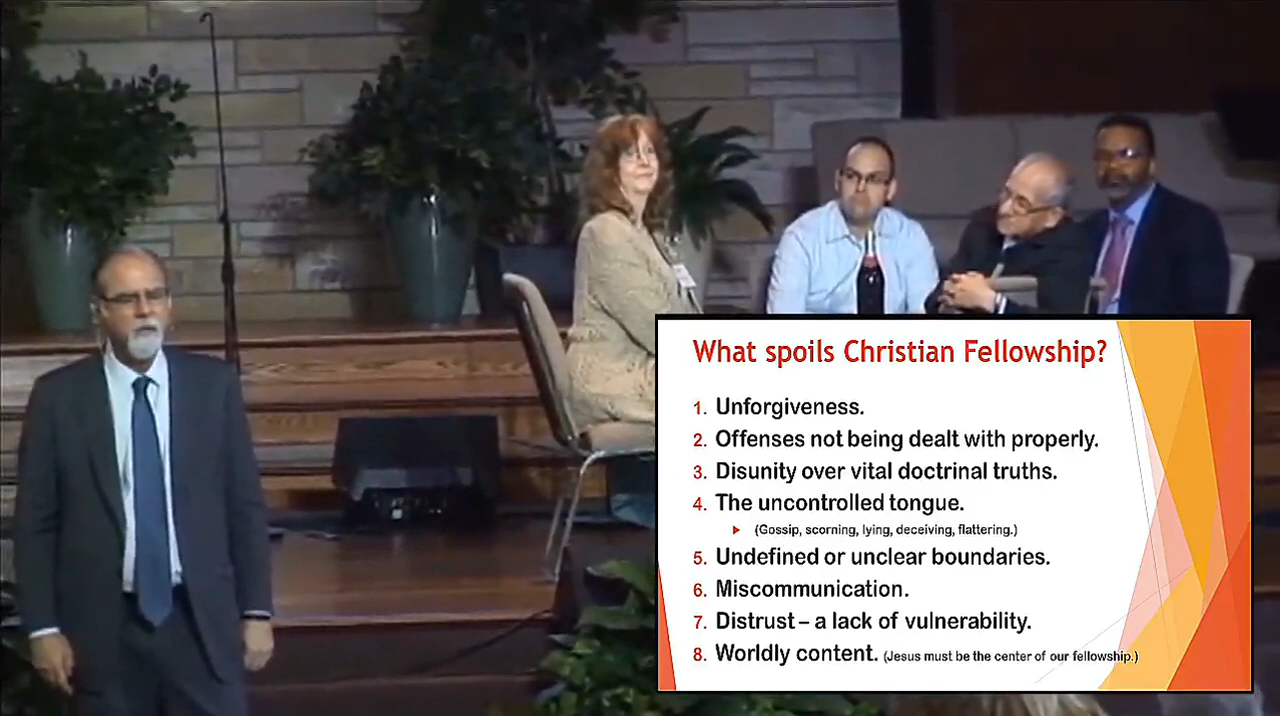 What spoils Christian Fellowship?
1. Unforgiveness.
2. Offenses not being dealt with properly.
3. Disunity over vital doctrinal truths.
4. The uncontrolled tongue.
(Gossip, scorning, lying, deceiving, flattering.)
5. Undefined or unclear boundaries.
6. Miscommunication.
7. Distrust – a lack of vulnerability.
8. Worldly content. (Jesus must be the center of our fellowship.)